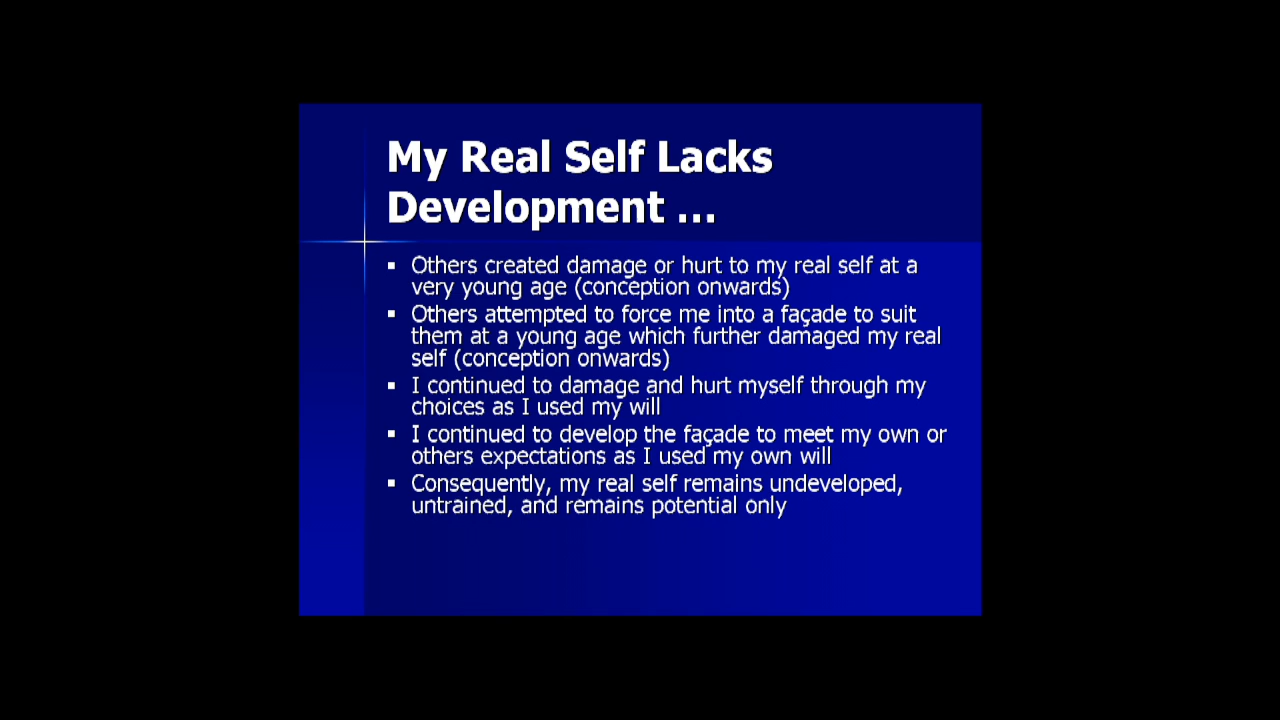 My Real Self Lacks
Development ...
▪ Others created damage or hurt to my real self at a
very young age (conception onwards)
▪ Others attempted to force me into a façade to suit
them at a young age which further damaged my real
self (conception onwards)
▪ I continued to damage and hurt myself through my
choices as I used my will
▪ I continued to develop the façade to meet my own or
others expectations as I used my own will
▪ Consequently, my real self remains undeveloped,
untrained, and remains potential only